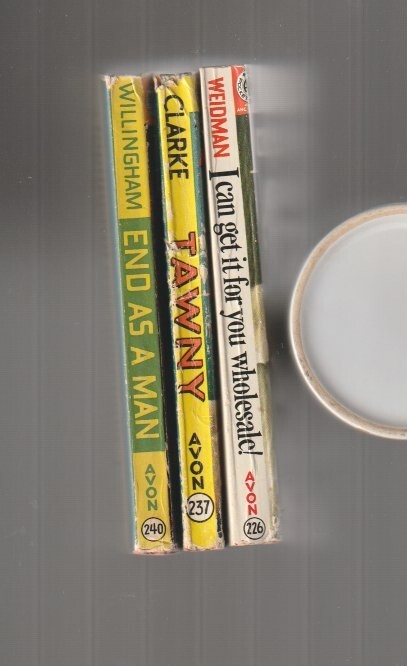 WILLINGHAM
END AS A MAN
AVON
240
CLARKE
TAWNY
AVON
237
WEIDMAN
I can get it for you wholesale!
AVON
226